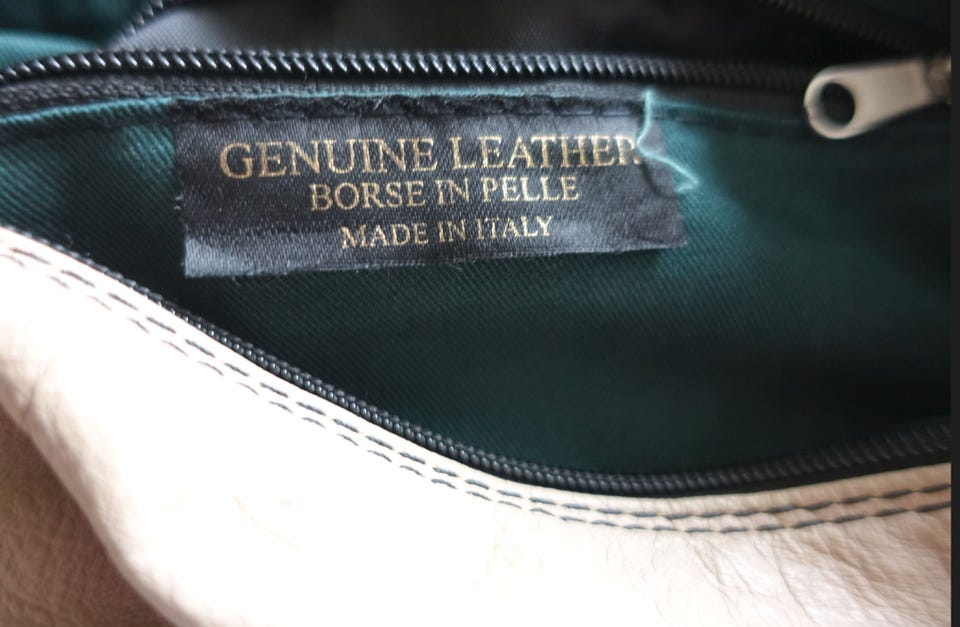 GENUINE LEATHER
BORSE IN PELLE
MADE IN ITALY